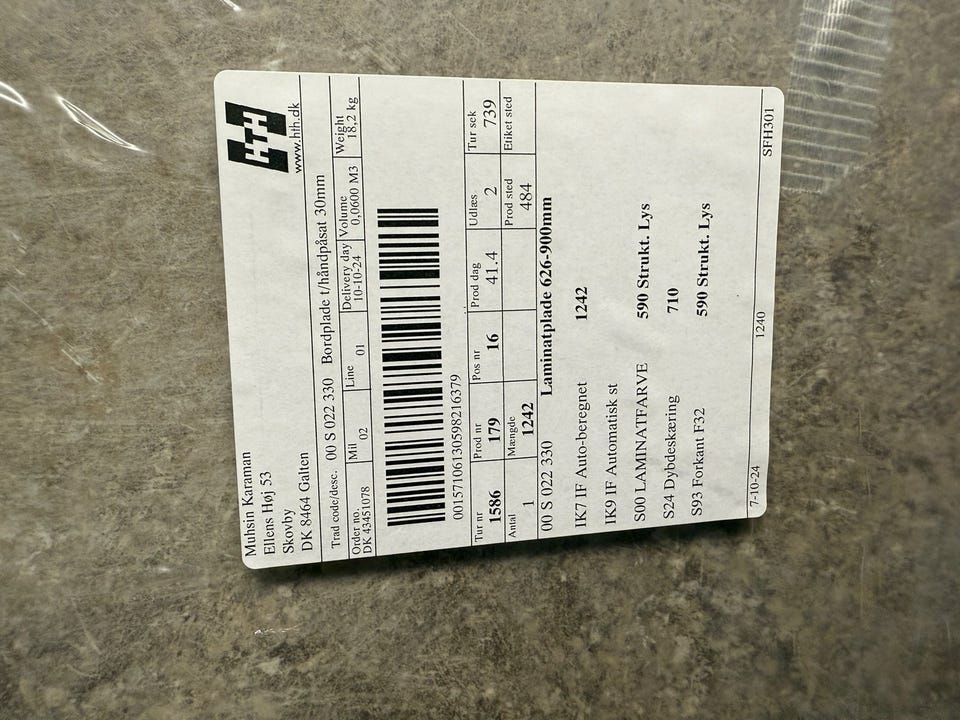 Muhsin Karaman
Ellens Høj 53
Skovby
DK 8464 Galten
HTH
www.hth.dk
Trad code/desc. 00 S 022 330 Bordplade t/håndpåsat 30mm
Order no. Mil Line Delivery day Volume Weight
DK 43451078 02 01 10-10-24 0,0600 M3 18,2 kg
00157106130598216379
Tur nr Prod nr Pos nr Prod dag Udlæs Tur sek
1586 179 16 41.4 2 739
Antal Mængde Prod sted Etiket sted
1 1242 484
00 S 022 330 Laminatplade 626-900mm
IK7 IF Auto-beregnet 1242
IK9 IF Automatisk st
S00 LAMINATFARVE 590 Strukt. Lys
S24 Dybdeskæring 710
S93 Forkant F32 590 Strukt. Lys
7-10-24 1240 SFH301